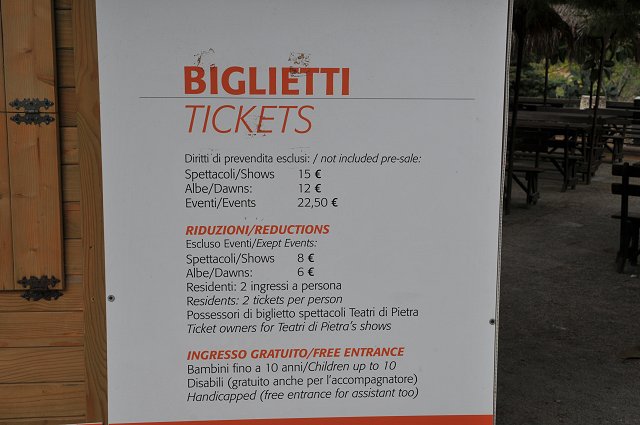 BIGLIETTI
TICKETS
Diritti di prevendita esclusi: / not included pre-sale:
Spettacoli/Shows 15 €
Albe/Dawns: 12 €
Eventi/Events 22,50 €
RIDUZIONI/REDUCTIONS
Escluso Eventi/Exept Events:
Spettacoli/Shows 8 €
Albe/Dawns: 6 €
Residenti: 2 ingressi a persona
Residents: 2 tickets per person
Possessori di biglietto spettacoli Teatri di Pietra
Ticket owners for Teatri di Pietra's shows
INGRESSO GRATUITO/FREE ENTRANCE
Bambini fino a 10 anni/Children up to 10
Disabili (gratuito anche per l'accompagnatore)
Handicapped (free entrance for assistant too)